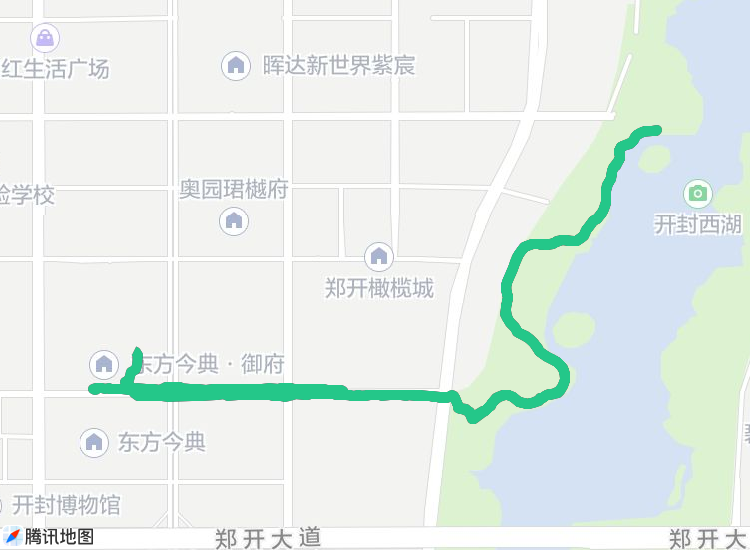 红生活广场
晖达新世界紫宸
奥园珺樾府
验学校
开封西湖
郑开橄榄城
东方今典·御府
东方今典
开封博物馆
腾讯地图
郑开大道
郑开大